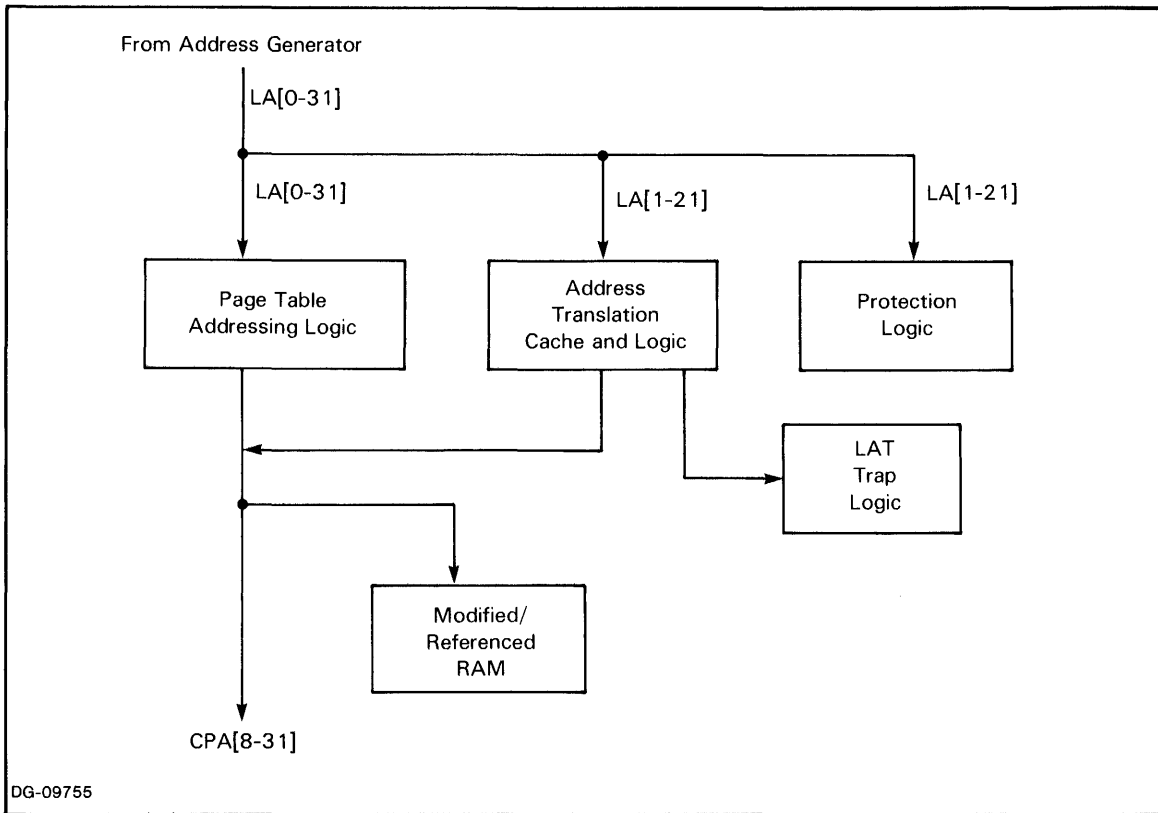 From Address Generator
LA[0-31]
LA[0-31]
LA[1-21]
LA[1-21]
Page Table
Addressing Logic
Address
Translation
Cache and Logic
Protection
Logic
LAT
Trap
Logic
Modified/
Referenced
RAM
CPA[8-31]
DG-09755